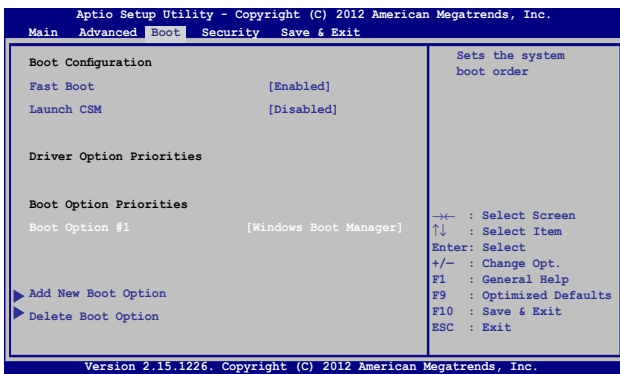 Aptio Setup Utility - Copyright (C) 2012 American Megatrends, Inc.
Main Advanced Boot Security Save & Exit
Boot Configuration
Fast Boot [Enabled]
Launch CSM [Disabled]
Driver Option Priorities
Boot Option Priorities
Boot Option #1 [Windows Boot Manager]
Add New Boot Option
Delete Boot Option
Sets the system
boot order
→← : Select Screen
↑↓ : Select Item
Enter: Select
+/— : Change Opt.
F1 : General Help
F9 : Optimized Defaults
F10 : Save & Exit
ESC : Exit
Version 2.15.1226. Copyright (C) 2012 American Megatrends, Inc.